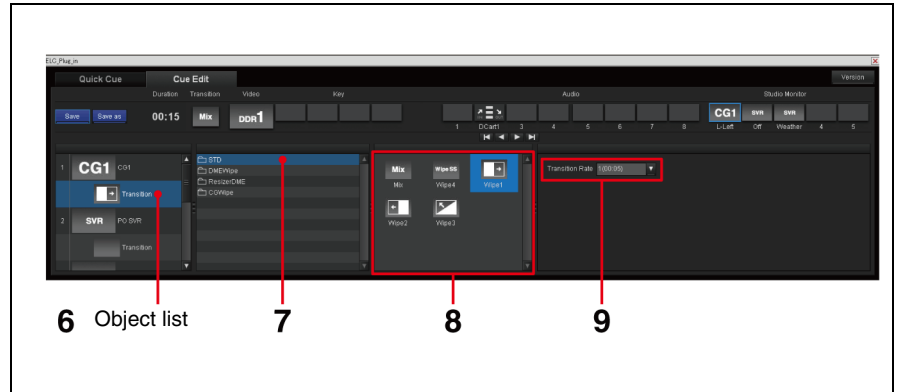 ELC_Plug_in
Quick Cue Cue Edit Version
Duration Transition Video Key Audio Studio Monitor
Save Save as 00:15 Mix DDR1 CG1 SVR SVR
1 DCart1 3 4 5 6 7 8 L-Left Off Weather 4 5
1 CG1 CG1
Transition
2 SVR PO SVR
Transition
STD
DMEWipe
ResizerDME
CGWipe
Mix Wipe SS
Mix Wipe4 Wipe1
Wipe2 Wipe3
Transition Rate 1(00:05)
6 Object list 7 8 9